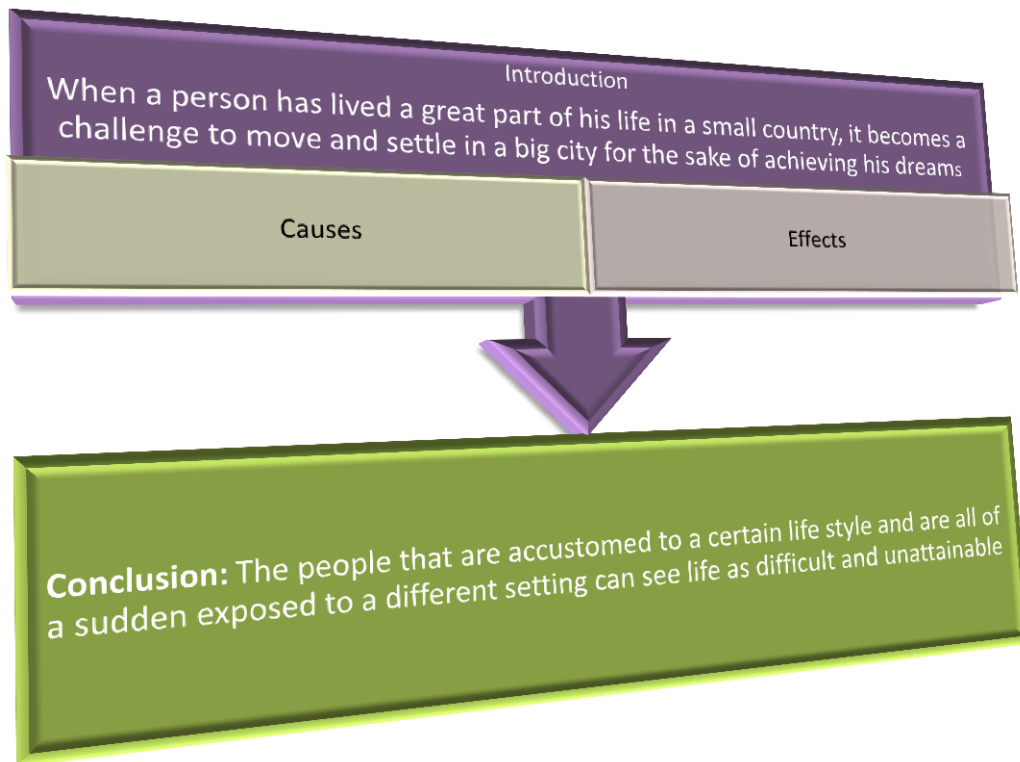 Introduction
When a person has lived a great part of his life in a small country, it becomes a
challenge to move and settle in a big city for the sake of achieving his dreams
Causes
Effects
Conclusion: The people that are accustomed to a certain life style and are all of
a sudden exposed to a different setting can see life as difficult and unattainable